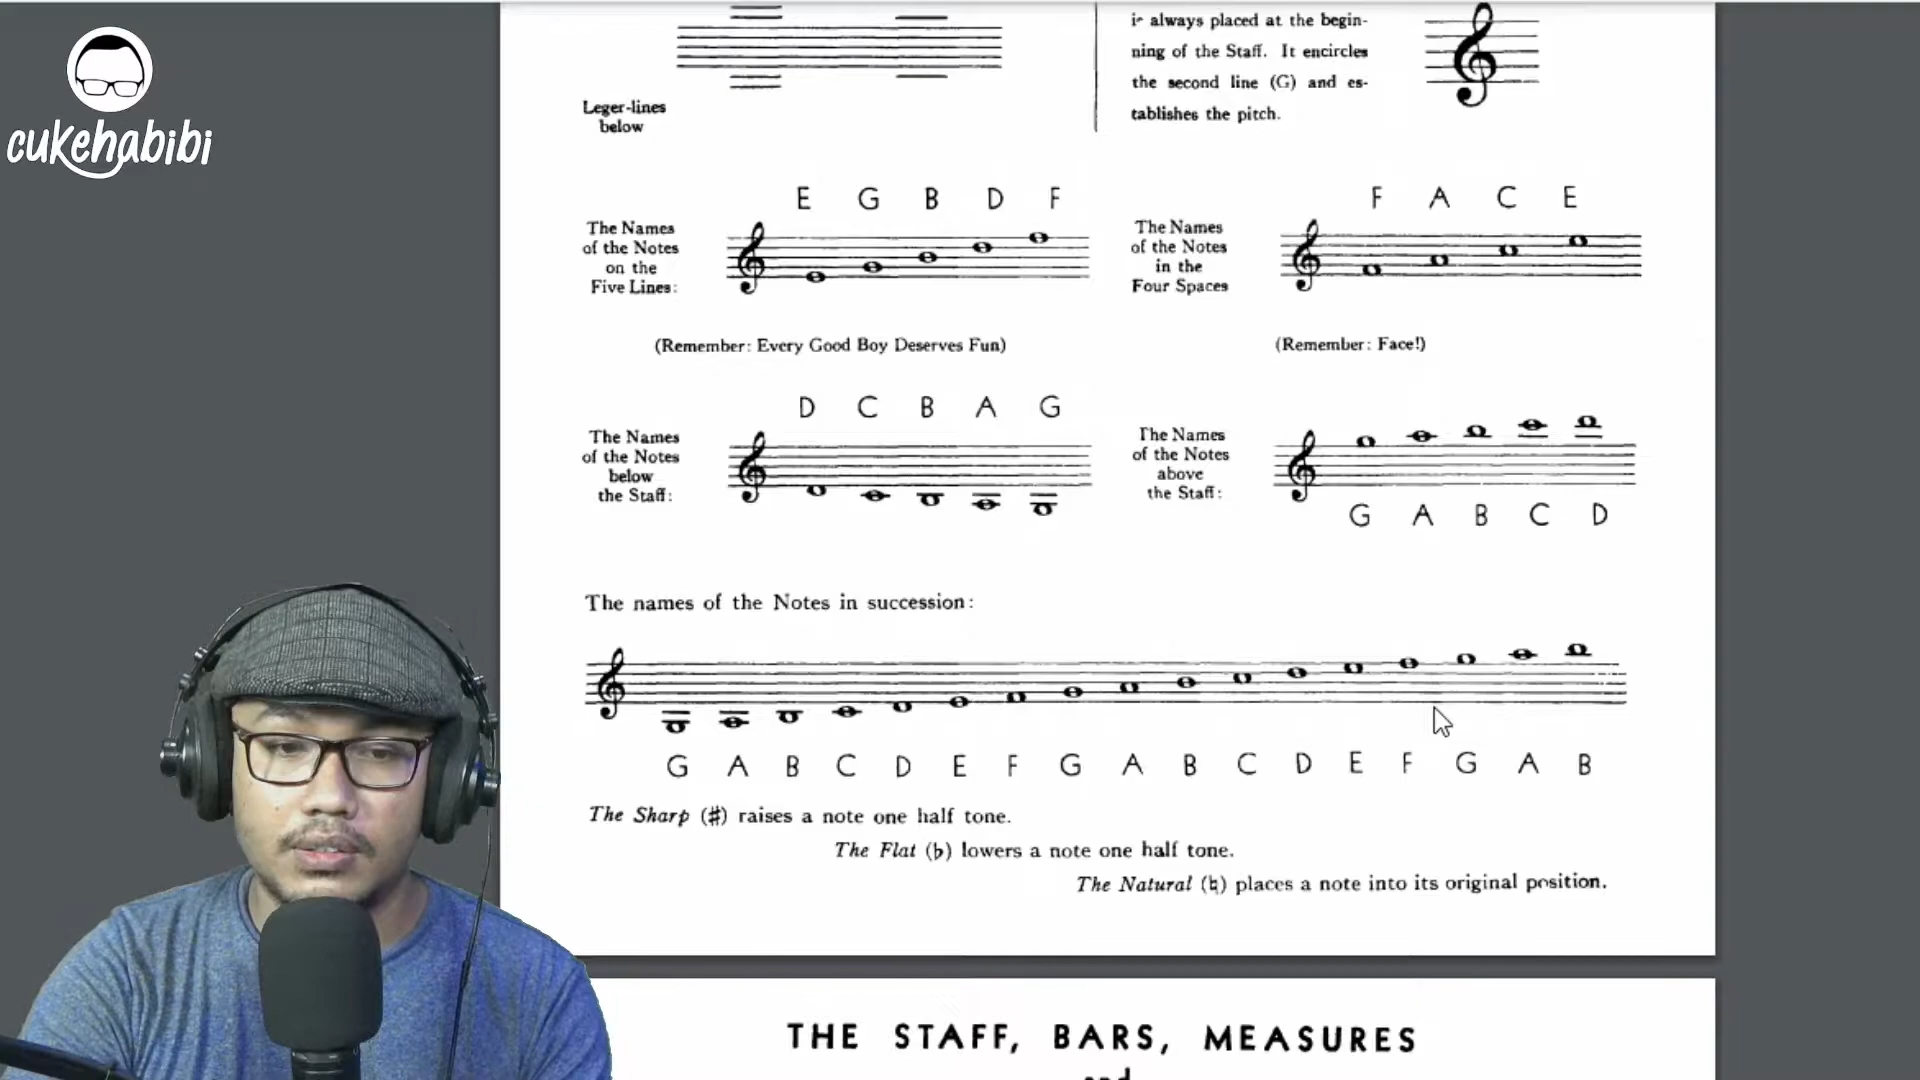 cukehabibi
Leger-lines
below
is always placed at the begin-
ning of the Staff. It encircles
the second line (G) and es-
tablishes the pitch.
E G B D F
The Names
of the Notes
on the
Five Lines:
(Remember: Every Good Boy Deserves Fun)
F A C E
The Names
of the Notes
in the
Four Spaces
(Remember: Face!)
D C B A G
The Names
of the Notes
below
the Staff:
The Names
of the Notes
above
the Staff:
G A B C D
The names of the Notes in succession:
G A B C D E F G A B C D E F G A B
The Sharp (♯) raises a note one half tone.
The Flat (♭) lowers a note one half tone.
The Natural (♮) places a note into its original position.
THE STAFF, BARS, MEASURES
and